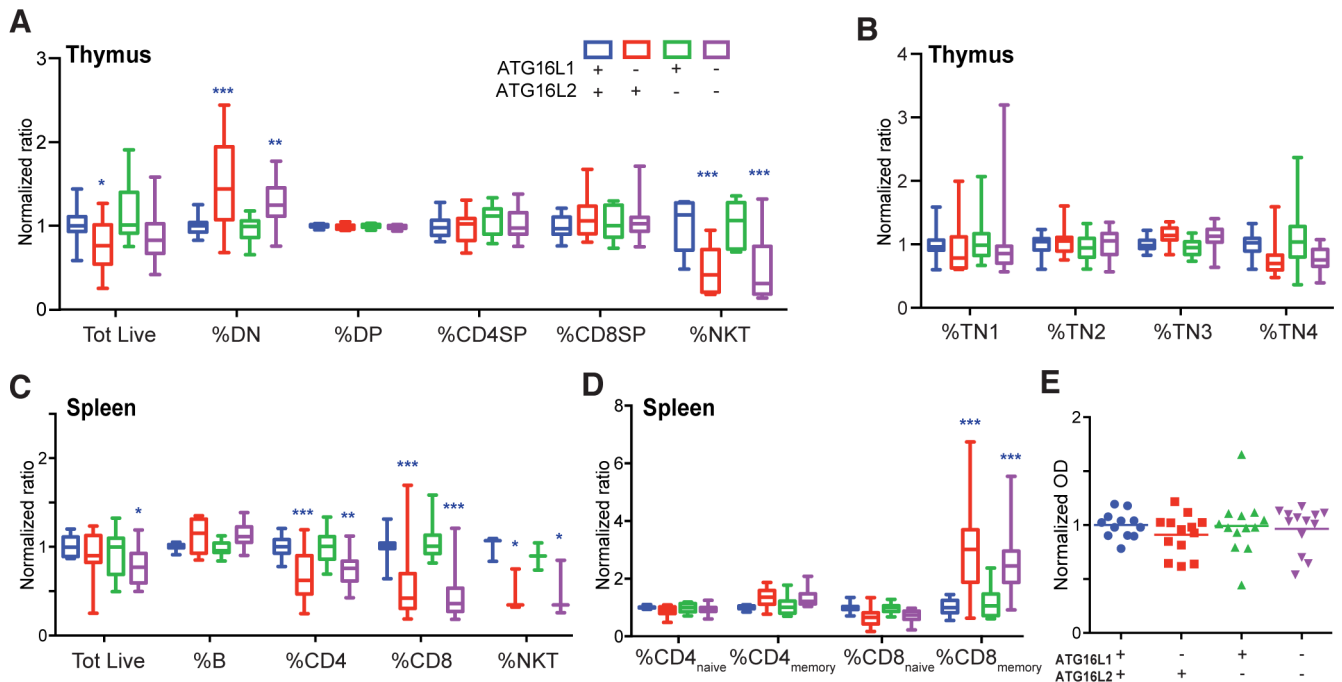 A
Thymus
ATG16L1 + - + -
ATG16L2 + + - -
Normalized ratio
3
2
1
0
*
***
**
***
***
Tot Live %DN %DP %CD4SP %CD8SP %NKT
B
Thymus
Normalized ratio
4
3
2
1
0
%TN1 %TN2 %TN3 %TN4
C
Spleen
Normalized ratio
2
1
0
*
***
**
***
***
*
*
Tot Live %B %CD4 %CD8 %NKT
D
Spleen
Normalized ratio
8
6
4
2
0
***
***
%CD4naive %CD4memory %CD8naive %CD8memory
E
Normalized OD
2
1
0
ATG16L1 + - + -
ATG16L2 + + - -